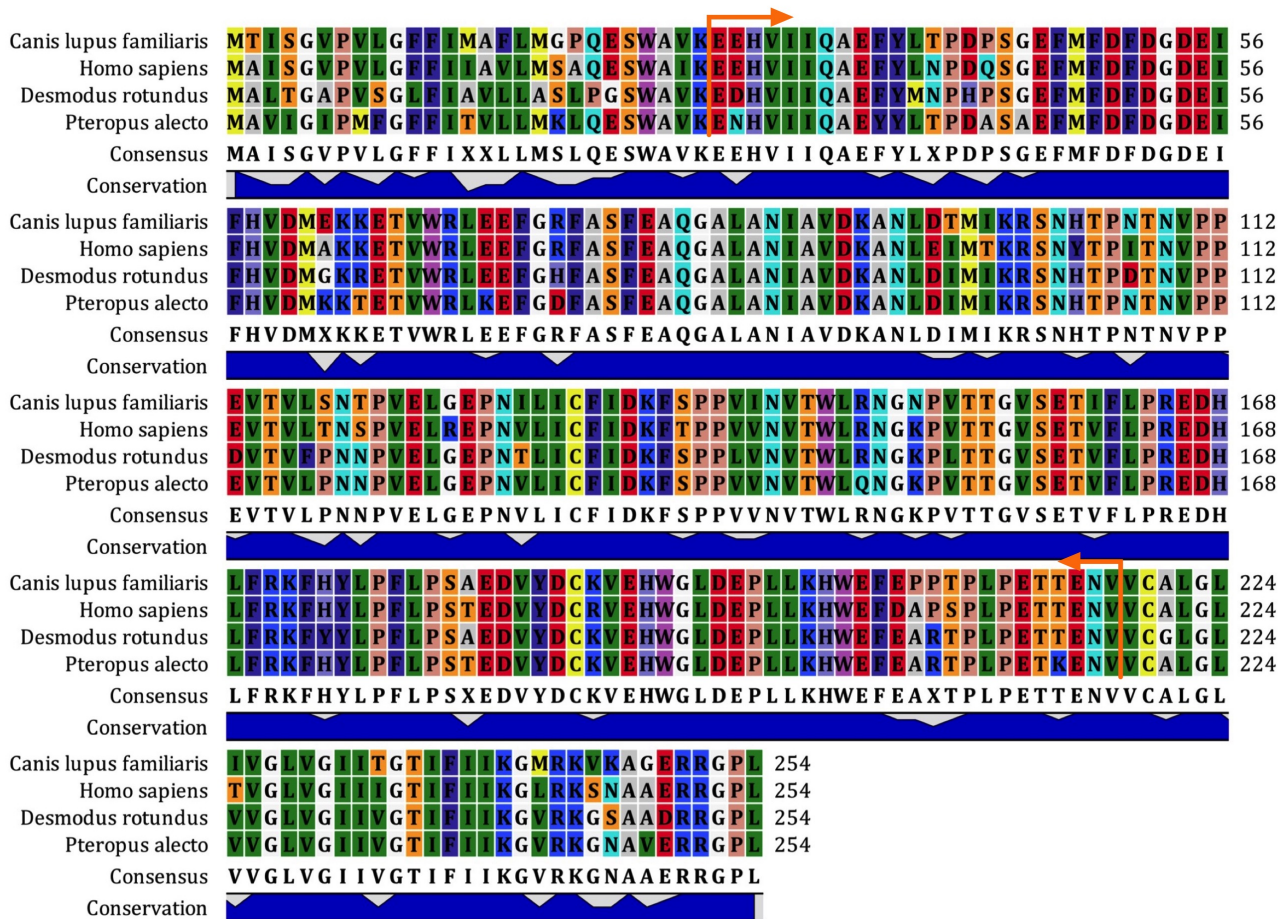 Canis lupus familiaris MTISGVPVLGFFIMAFLMGPQESWAVKEEHVIIQAEFYLTPDPSGEFMFDFDGDEI 56
Homo sapiens MAISGVPVLGFFIIAVLMSAQESWAIKEEHVIIQAEFYLNPDQSGEFMFDFDGDEI 56
Desmodus rotundus MALTGAPVSGLFIAVLLASLPGSWAVKEDHVIIQAEFYMNPHPSGEFMFDFDGDEI 56
Pteropus alecto MAVIGIPMFGFFITVLLMKLQESWAVKENHVIIQAEYYLTPDASAEFMFDFDGDEI 56
Consensus MAISGVPVLGFFIXXLLMSLQESWAVKEEHVIIQAEFYLXPDPSGEFMFDFDGDEI
Conservation
Canis lupus familiaris FHVDMEKKETVWRLEEFGRFASFEAQGALANIAVDKANLDTMIKRSNHTPNTNVPP 112
Homo sapiens FHVDMAKKETVWRLEEFGRFASFEAQGALANIAVDKANLEIMTKRSNYTPITNVPP 112
Desmodus rotundus FHVDMGKRETVWRLEEFGHFASFEAQGALANIAVDKANLEIMIKRSNHTPDTNVPP 112
Pteropus alecto FHVDMKKTETVWRLKEFGDFASFEAQGALANIAVDKANLDIMIKRSNHTPNTNVPP 112
Consensus FHVDMXKKETVWRLEEFGRFASFEAQGALANIAVDKANLDIMIKRSNHTPNTNVPP
Conservation
Canis lupus familiaris EVTVLSNTPVELGEPNILICFIDKFSPPVINVTWLRNGNPVTTGVSETIFLPREDH 168
Homo sapiens EVTVLTNSPVELREPNVLICFIDKFTPPVVNVTWLRNGKPVTTGVSETVFLPREDH 168
Desmodus rotundus DVTVFPNNPVELGEPNTLICFIDKFSPPLVNVTWLRNGKPLTTGVSETVFLPREDH 168
Pteropus alecto EVTVLPNNPVELGEPNVLICFIDKFSPPVVNVTWLQNGKPVTTGVSETVFLPREDH 168
Consensus EVTVLPNNPVELGEPNVLICFIDKFSPPVVNVTWLRNGKPVTTGVSETVFLPREDH
Conservation
Canis lupus familiaris LFRKFHYLPFLPSAEDVYDCKVEHWGLDEPLLKHWEFEPPTPLPETTENVVCALGL 224
Homo sapiens LFRKFHYLPFLPSTEDVYDCRVEHWGLDEPLLKHWEFDAPSPLPETTENVVCALGL 224
Desmodus rotundus LFRKFYYLPFLPSAEDVYDCKVEHWGLDEPLLKHWEFEARTPLPETTENVVCGLGL 224
Pteropus alecto LFRKFHYLPFLPSTEDVYDCKVEHWGLDEPLLKHWEFEARTPLPETKENVVCALGL 224
Consensus LFRKFHYLPFLPSXEDVYDCKVEHWGLDEPLLKHWEFEAXTPLPETTENVVCALGL
Conservation
Canis lupus familiaris IVGLVGIITGTIFIIKGMRKVKAGERRGPL 254
Homo sapiens TVGLVGIIIGTIFIIKGLRKSNAAERRGPL 254
Desmodus rotundus VVGLVGIIVGTIFIIKGVRKGSAADRRGPL 254
Pteropus alecto VVGLVGIIVGTIFIIKGVRKGNAVERRGPL 254
Consensus VVGLVGIIVGTIFIIKGVRKGNAAERRGPL
Conservation